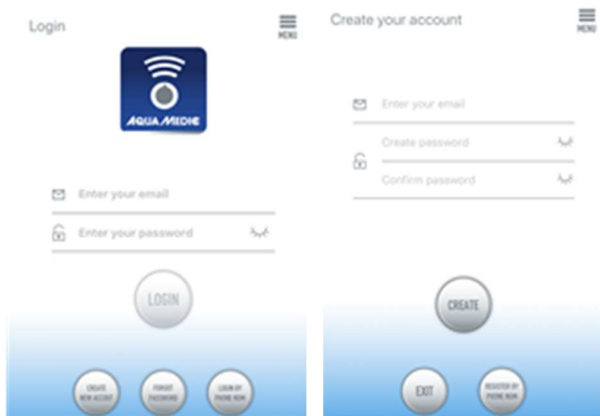 Login
MENU
AQUA MEDIC
Enter your email
Enter your password
LOGIN
CREATE
NEW ACCONT
FORGOT
PASSWORD
LOGIN BY
PHONE NUM
Create your account
MENU
Enter your email
Create password
Confirm password
CREATE
EXIT
REGISTER BY
PHONE NUM